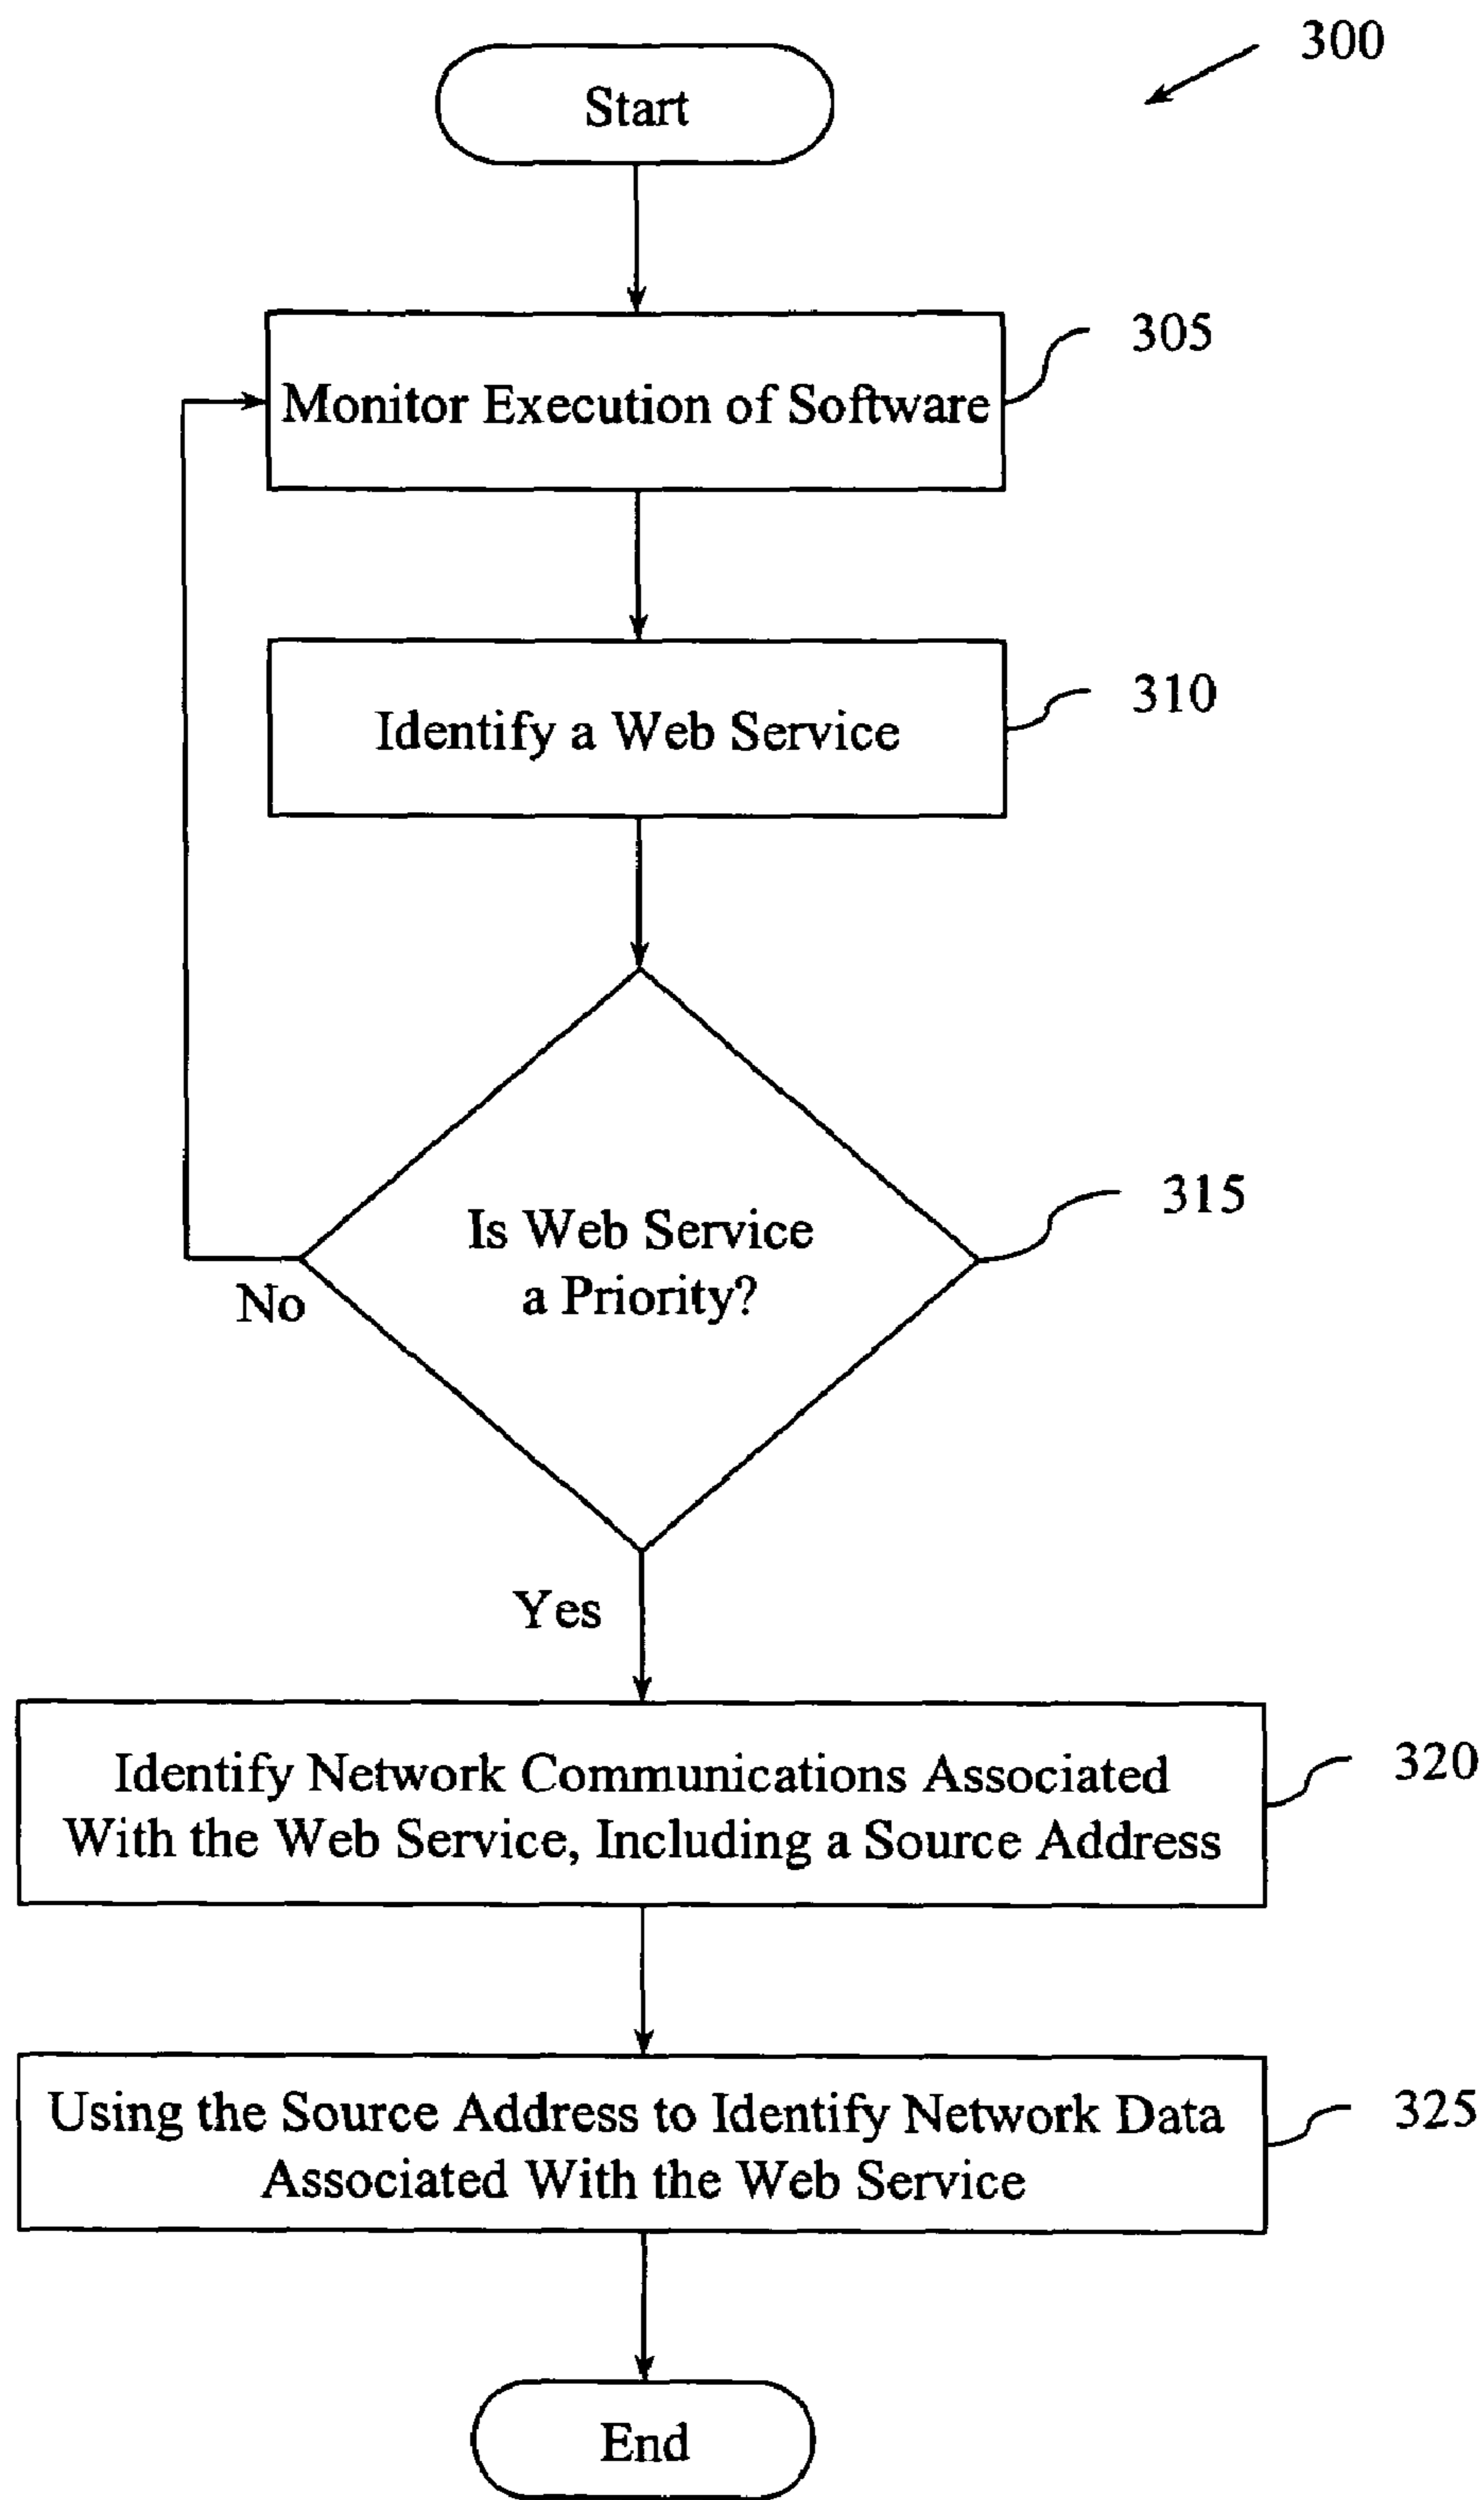 300
Start
305
Monitor Execution of Software
310
Identify a Web Service
315
Is Web Service
a Priority?
No
Yes
320
Identify Network Communications Associated
With the Web Service, Including a Source Address
325
Using the Source Address to Identify Network Data
Associated With the Web Service
End